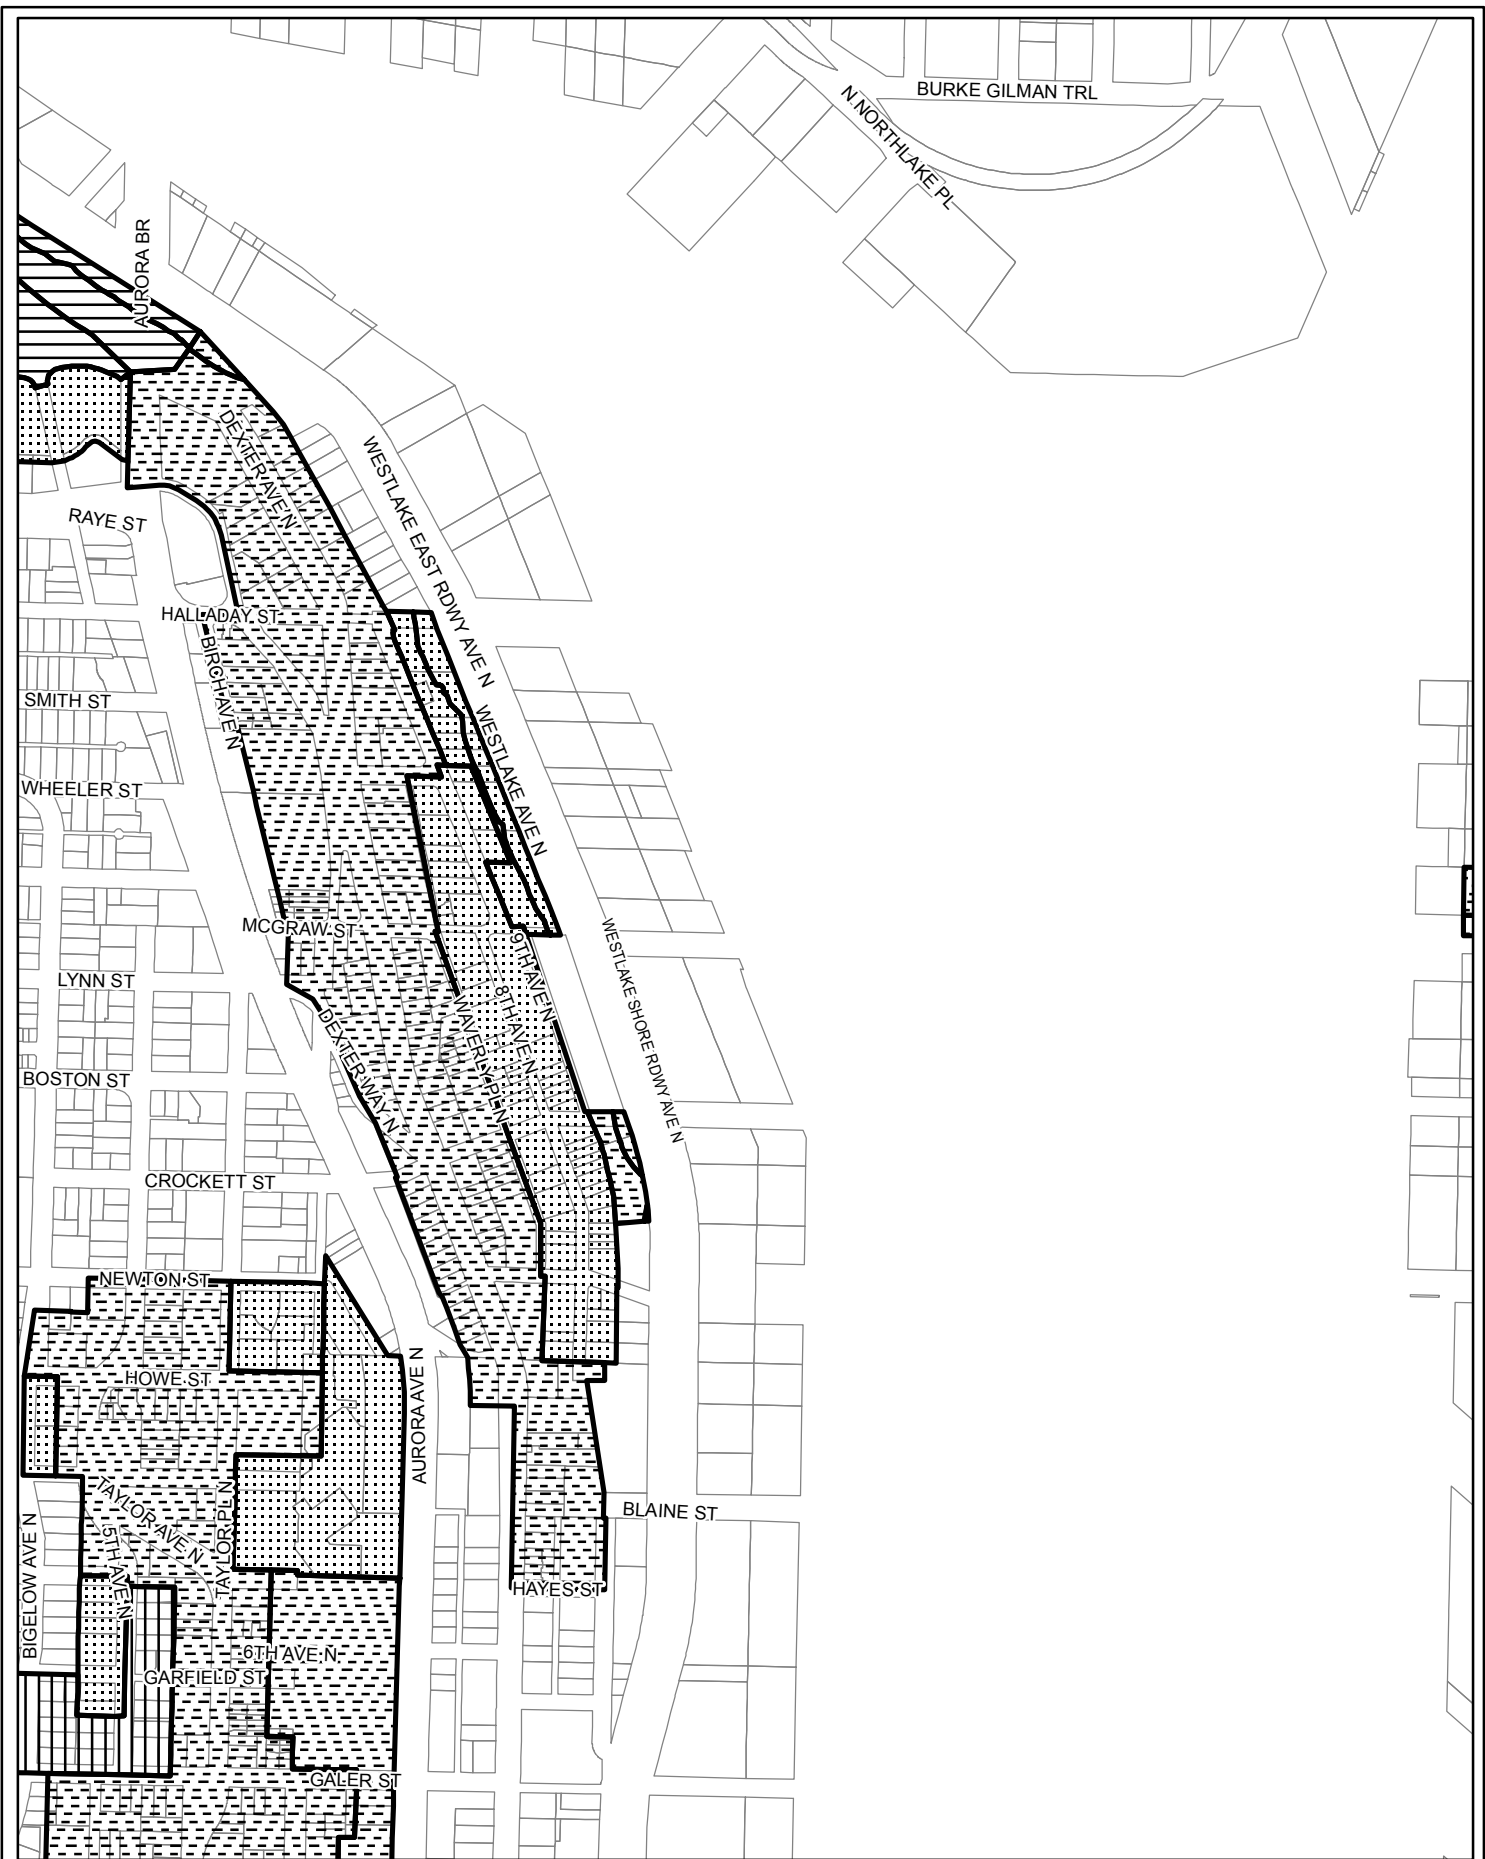 BURKE GILMAN TRL
N NORTHLAKE PL
AURORA BR
DEXTER AVE N
WESTLAKE EAST RDWY AVE N
RAYE ST
HALLADAY ST
BIRCH AVE N
SMITH ST
WESTLAKE AVE N
WHEELER ST
MCGRAW ST
WESTLAKE SHORE RDWY AVE N
9TH AVE N
LYNN ST
8TH AVE N
WAVERLY PL N
DEXTER WAY N
BOSTON ST
CROCKETT ST
NEWTON ST
HOWE ST
AURORA AVE N
TAYLOR AVE N
TAYLOR PL N
BLAINE ST
BIGELOW AVE N
5TH AVE N
HAYES ST
6TH AVE N
GARFIELD ST
GALER ST